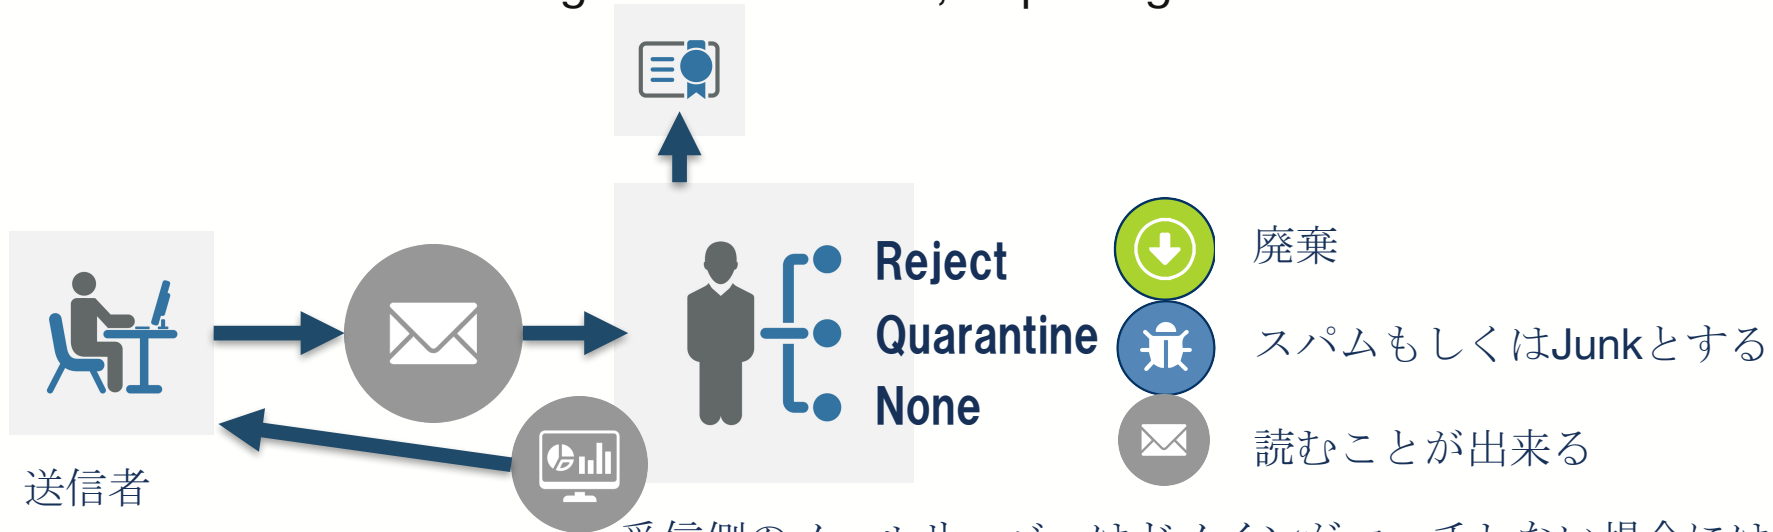 Reject
廃棄
Quarantine
スパムもしくはJunkとする
None
読むことが出来る
送信者